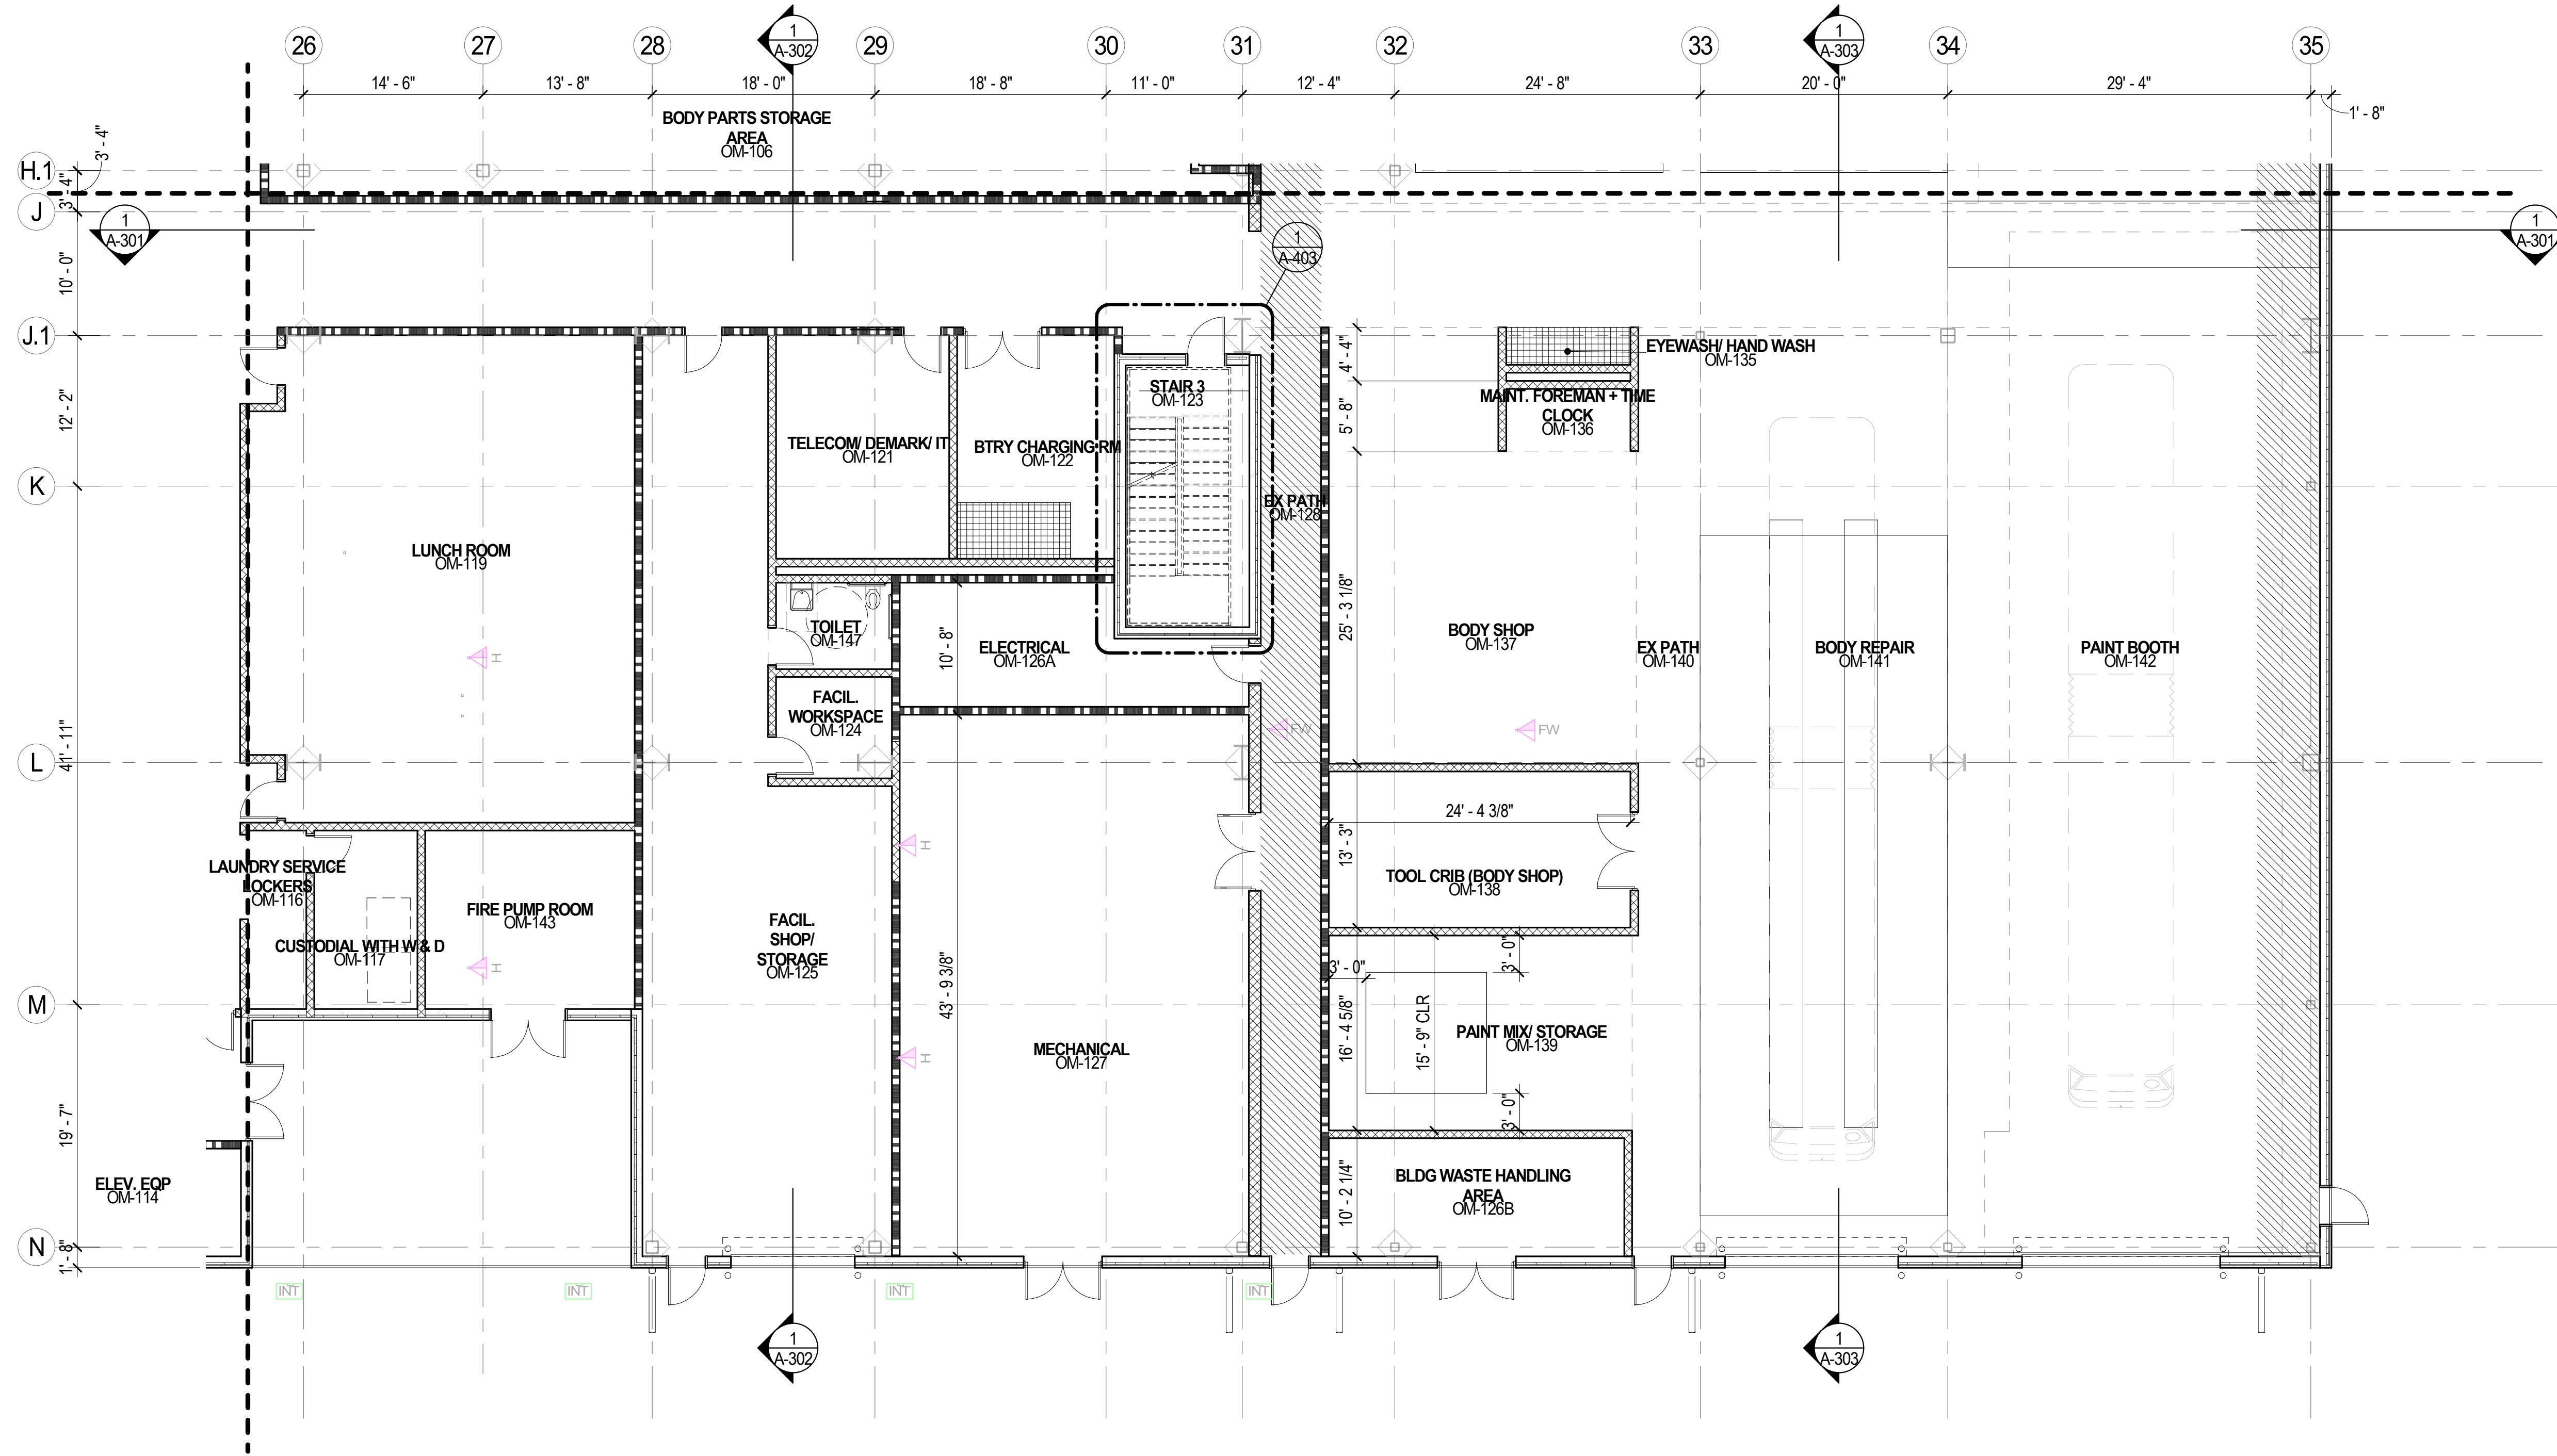 26
27
28
1
A-302
29
30
31
32
33
1
A-303
34
35
14' - 6"
13' - 8"
18' - 0"
18' - 8"
11' - 0"
12' - 4"
24' - 8"
20' - 0"
29' - 4"
1' - 8"
BODY PARTS STORAGE
AREA
OM-106
3' - 4"
H.1
3' - 4"
J
1
A-301
1
A-301
1
A-403
10' - 0"
J.1
4' - 4"
EYEWASH/ HAND WASH
OM-135
STAIR 3
OM-123
MAINT. FOREMAN + TIME
CLOCK
OM-136
12' - 2"
5' - 8"
TELECOM/ DEMARK/ IT
OM-121
BTRY CHARGING RM
OM-122
K
EX PATH
OM-128
LUNCH ROOM
OM-119
25' - 3 1/8"
TOILET
OM-147
10' - 8"
ELECTRICAL
OM-126A
BODY SHOP
OM-137
EX PATH
OM-140
BODY REPAIR
OM-141
PAINT BOOTH
OM-142
H
FACIL.
WORKSPACE
OM-124
FW
FW
41' - 11"
L
24' - 4 3/8"
13' - 3"
H
LAUNDRY SERVICE
LOCKERS
OM-116
TOOL CRIB (BODY SHOP)
OM-138
FIRE PUMP ROOM
OM-143
FACIL.
SHOP/
STORAGE
OM-125
CUSTODIAL WITH W & D
OM-117
H
3' - 0"
3' - 0"
43' - 9 3/8"
M
16' - 4 5/8"
15' - 9" CLR
PAINT MIX/ STORAGE
OM-139
MECHANICAL
OM-127
H
3' - 0"
19' - 7"
ELEV. EQP
OM-114
10' - 2 1/4"
BLDG WASTE HANDLING
AREA
OM-126B
N
1' - 8"
INT
INT
INT
INT
1
A-302
1
A-303